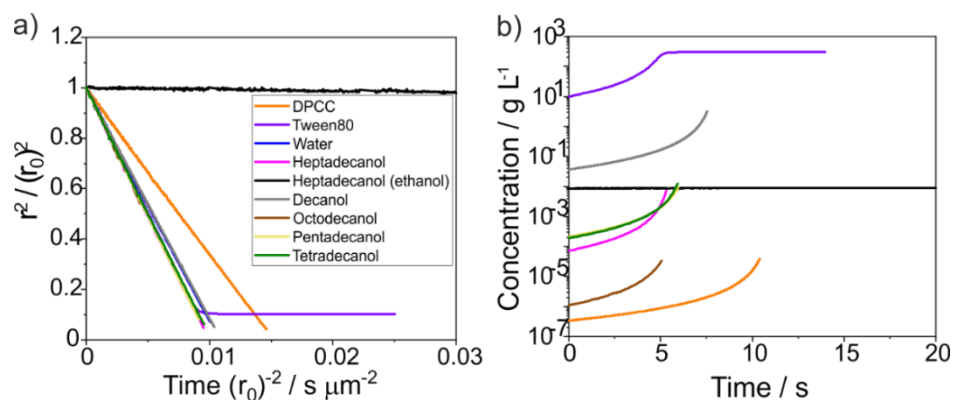 a)
1.2
1
0.8
0.6
0.4
0.2
0
r² / (r₀)²
DPCC
Tween80
Water
Heptadecanol
Heptadecanol (ethanol)
Decanol
Octodecanol
Pentadecanol
Tetradecanol
0 0.01 0.02 0.03
Time (r₀)⁻² / s μm⁻²
b)
10³
10¹
10⁻¹
10⁻³
10⁻⁵
10⁻⁷
Concentration / g L⁻¹
0 5 10 15 20
Time / s